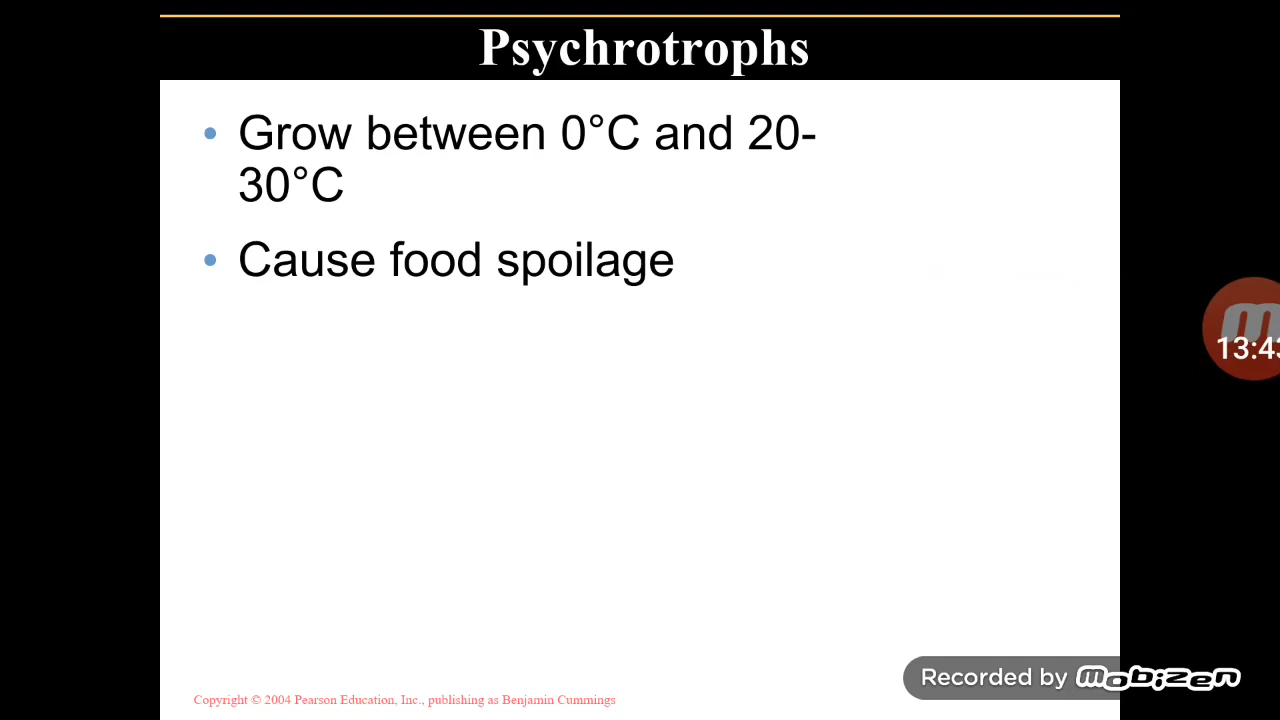 Psychrotrophs
• Grow between 0°C and 20-
30°C
• Cause food spoilage
13:43
Recorded by mobizen
Copyright © 2004 Pearson Education, Inc., publishing as Benjamin Cummings